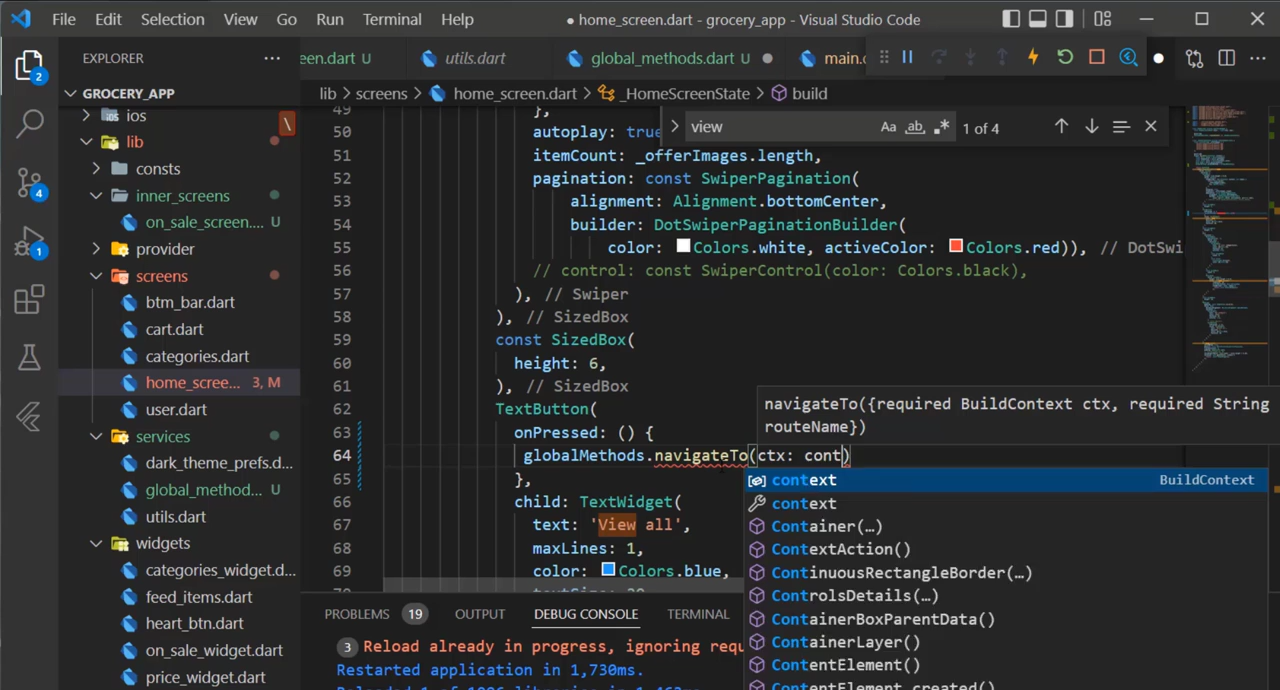 File Edit Selection View Go Run Terminal Help ● home_screen.dart - grocery_app - Visual Studio Code
EXPLORER ···
een.dart U utils.dart global_methods.dart U ● main.
GROCERY_APP
lib > screens > home_screen.dart > _HomeScreenState > build
view Aa ab .* 1 of 4
2
4
1
ios
lib
consts
inner_screens
on_sale_screen.... U
provider
screens
btm_bar.dart
cart.dart
categories.dart
home_scree... 3, M
user.dart
services
dark_theme_prefs.d...
global_method... U
utils.dart
widgets
categories_widget.d...
feed_items.dart
heart_btn.dart
on_sale_widget.dart
price_widget.dart
49 },
50 autoplay: true
51 itemCount: _offerImages.length,
52 pagination: const SwiperPagination(
53 alignment: Alignment.bottomCenter,
54 builder: DotSwiperPaginationBuilder(
55 color: Colors.white, activeColor: Colors.red)), // DotSwi
56 // control: const SwiperControl(color: Colors.black),
57 ), // Swiper
58 ), // SizedBox
59 const SizedBox(
60 height: 6,
61 ), // SizedBox
62 TextButton(
63 onPressed: () {
64 globalMethods.navigateTo(ctx: cont)
65 },
66 child: TextWidget(
67 text: 'View all',
68 maxLines: 1,
69 color: Colors.blue,
navigateTo({required BuildContext ctx, required String
routeName})
context BuildContext
context
Container(…)
ContextAction()
ContinuousRectangleBorder(…)
ControlsDetails(…)
ContainerBoxParentData()
ContainerLayer()
ContentElement()
ContentElement.created()
PROBLEMS 19 OUTPUT DEBUG CONSOLE TERMINAL
3 Reload already in progress, ignoring requ
Restarted application in 1,730ms.